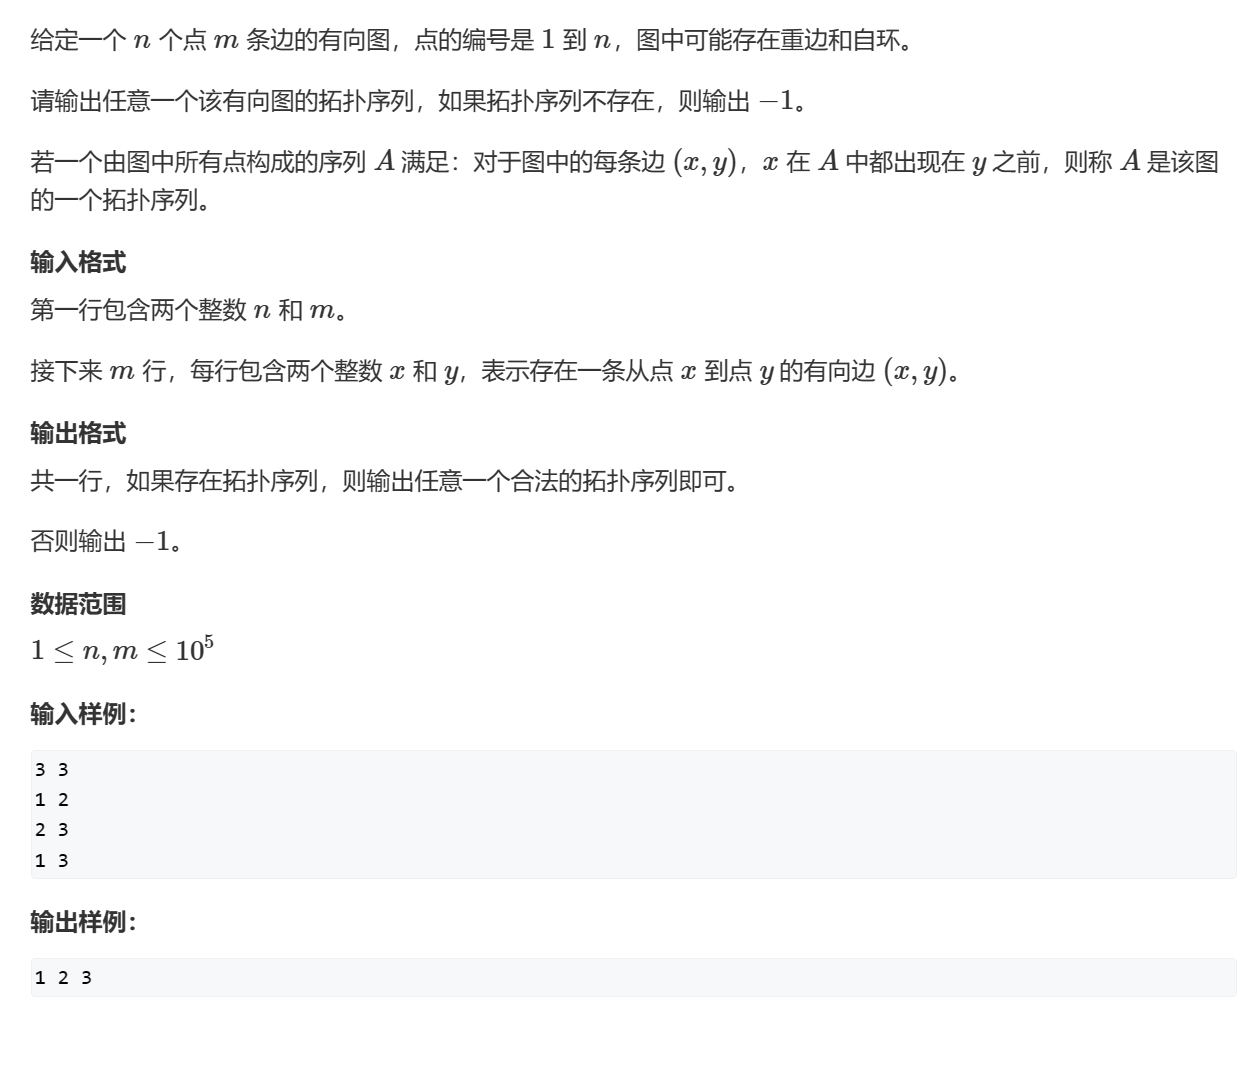 给定一个 n 个点 m 条边的有向图，点的编号是 1 到 n，图中可能存在重边和自环。
请输出任意一个该有向图的拓扑序列，如果拓扑序列不存在，则输出 −1。
若一个由图中所有点构成的序列 A 满足：对于图中的每条边 (x, y)，x 在 A 中都出现在 y 之前，则称 A 是该图
的一个拓扑序列。
输入格式
第一行包含两个整数 n 和 m。
接下来 m 行，每行包含两个整数 x 和 y，表示存在一条从点 x 到点 y 的有向边 (x, y)。
输出格式
共一行，如果存在拓扑序列，则输出任意一个合法的拓扑序列即可。
否则输出 −1。
数据范围
1 ≤ n, m ≤ 10⁵
输入样例：
3 3
1 2
2 3
1 3
输出样例：
1 2 3